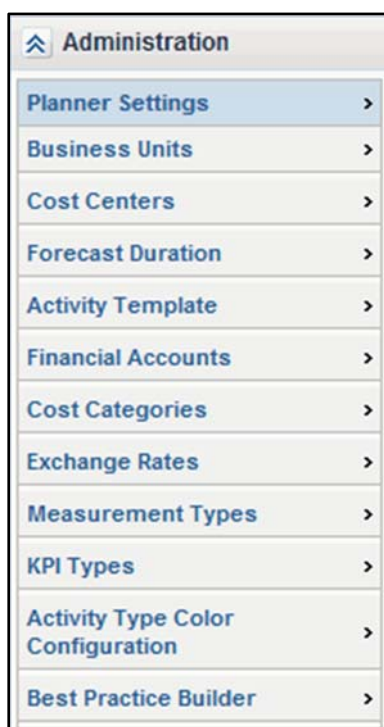 Administration
Planner Settings
Business Units
Cost Centers
Forecast Duration
Activity Template
Financial Accounts
Cost Categories
Exchange Rates
Measurement Types
KPI Types
Activity Type Color
Configuration
Best Practice Builder